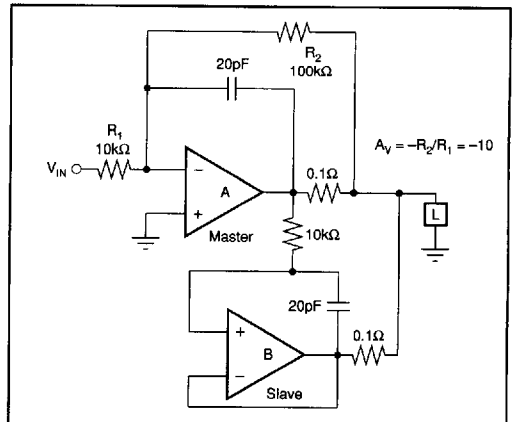 R2
100kΩ
20pF
R1
10kΩ
VIN
AV = –R2/R1 = –10
–
A
+
Master
0.1Ω
L
10kΩ
20pF
0.1Ω
+
B
–
Slave